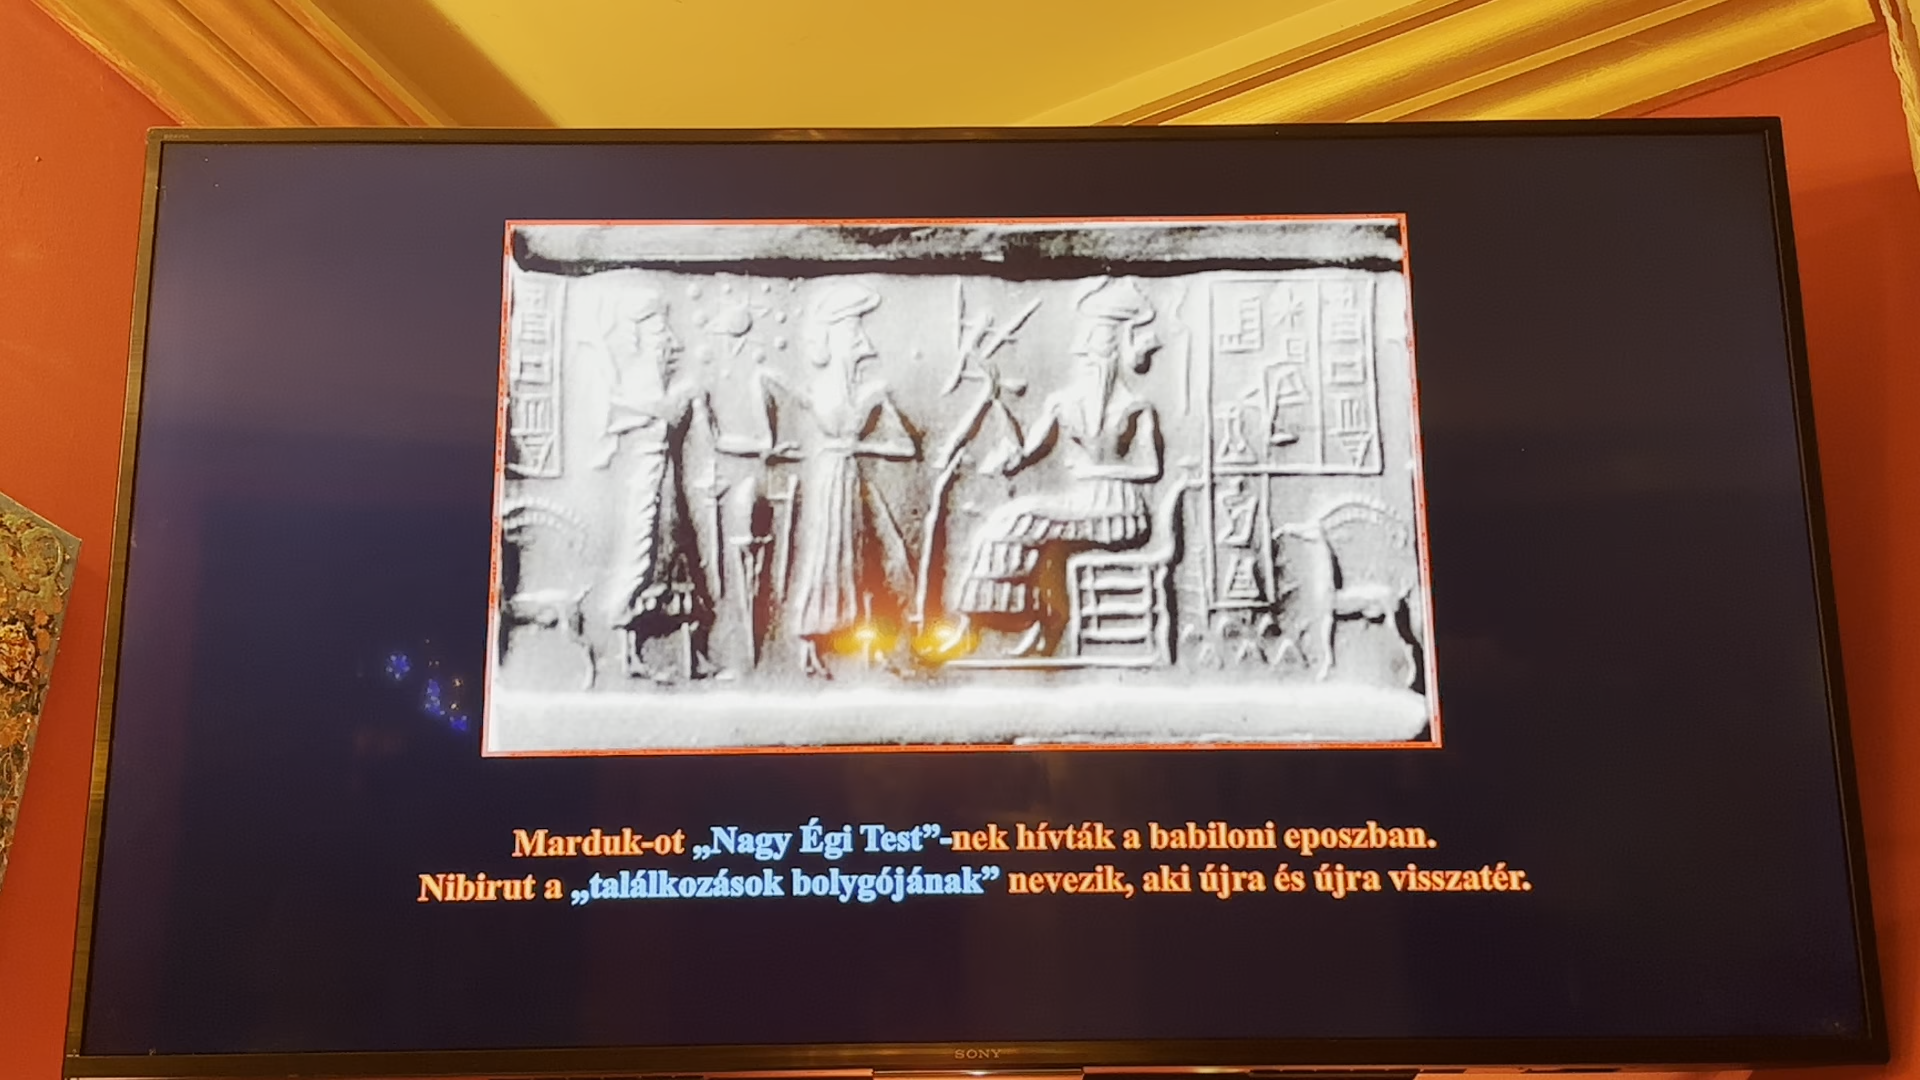 Marduk-ot „Nagy Égi Test”-nek hívták a babiloni eposzban.
Nibirut a „találkozások bolygójának” nevezik, aki újra és újra visszatér.
SONY